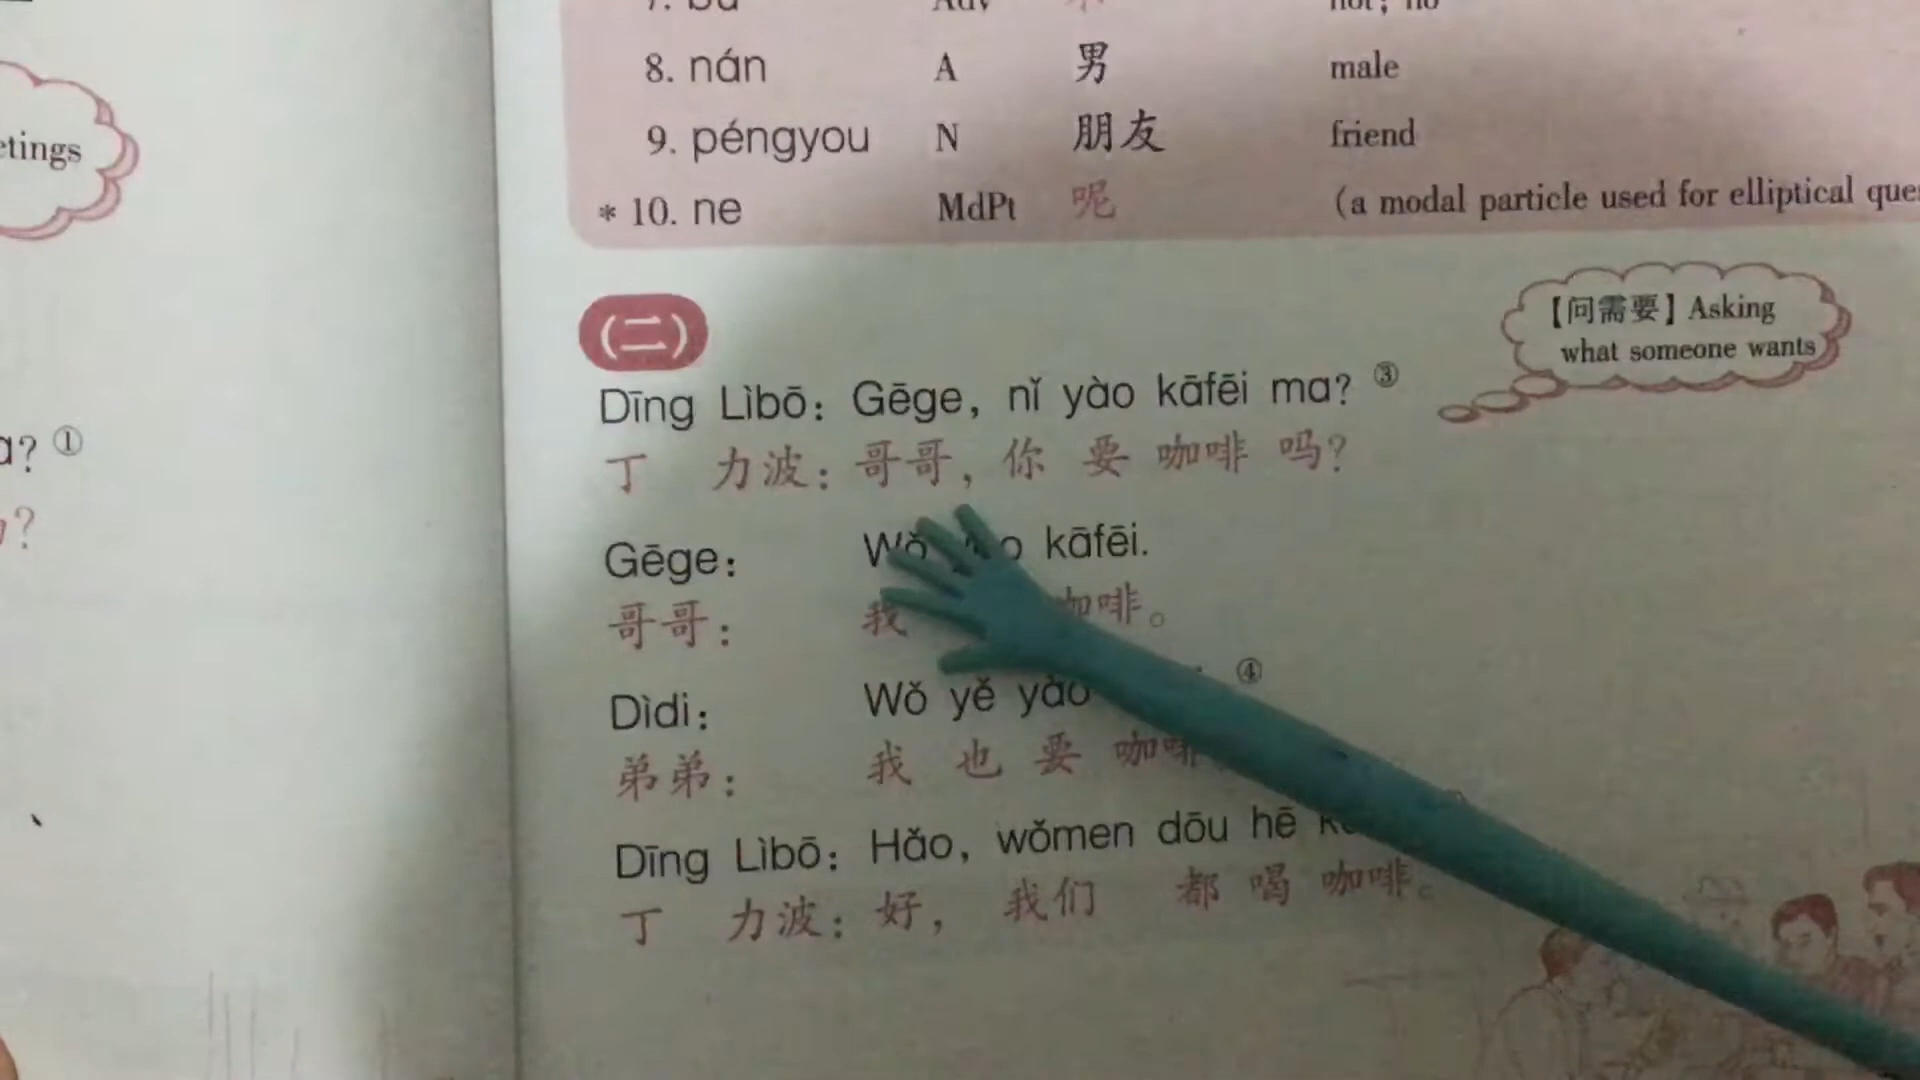 etings
①
?
8. nán A 男 male
9. péngyou N 朋友 friend
* 10. ne MdPt 呢 (a modal particle used for elliptical
(二)
【问需要】Asking
what someone wants
Dīng Lìbō: Gēge, nǐ yào kāfēi ma? ③
丁 力波: 哥哥, 你 要 咖啡 吗?
Gēge: Wǒ kāfēi.
哥哥: 我 咖啡。
Dìdi: Wǒ yě yào ④
弟弟: 我 也 要 咖啡
Dīng Lìbō: Hǎo, wǒmen dōu hē
丁 力波: 好, 我们 都 喝 咖啡。